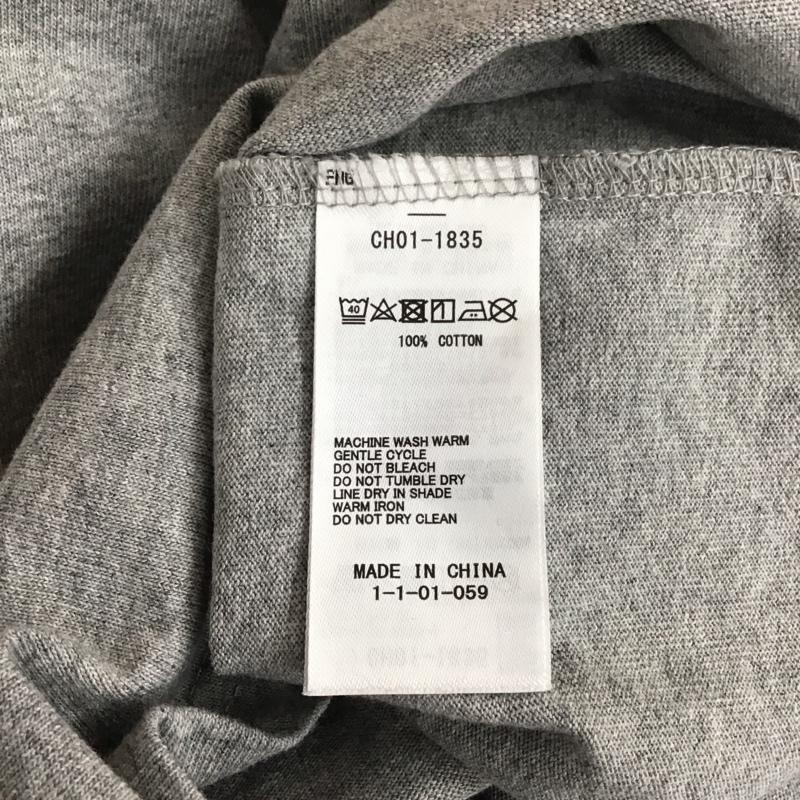 CH01-1835
40
100% COTTON
MACHINE WASH WARM
GENTLE CYCLE
DO NOT BLEACH
DO NOT TUMBLE DRY
LINE DRY IN SHADE
WARM IRON
DO NOT DRY CLEAN
MADE IN CHINA
1-1-01-059